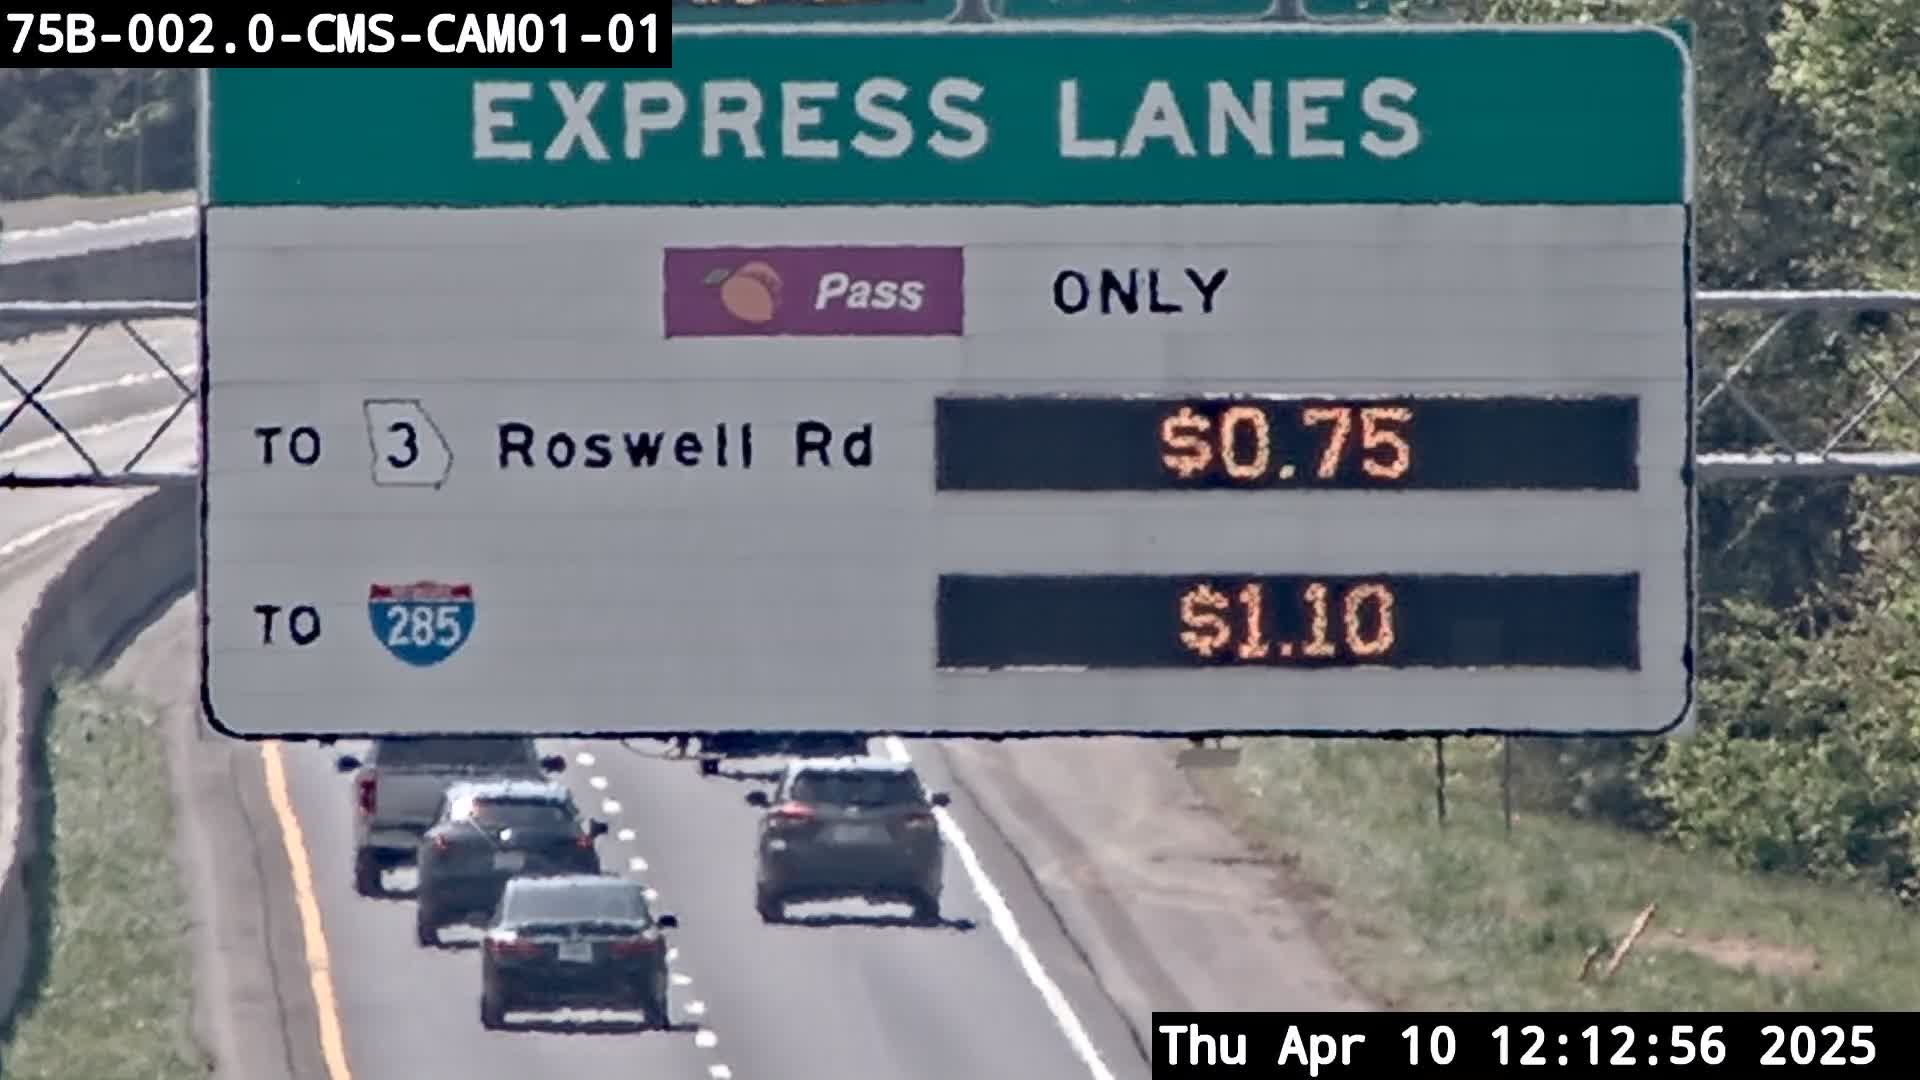 75B-002.0-CMS-CAM01-01
EXPRESS LANES
Pass ONLY
TO 3 Roswell Rd $0.75
TO 285 $1.10
Thu Apr 10 12:12:56 2025